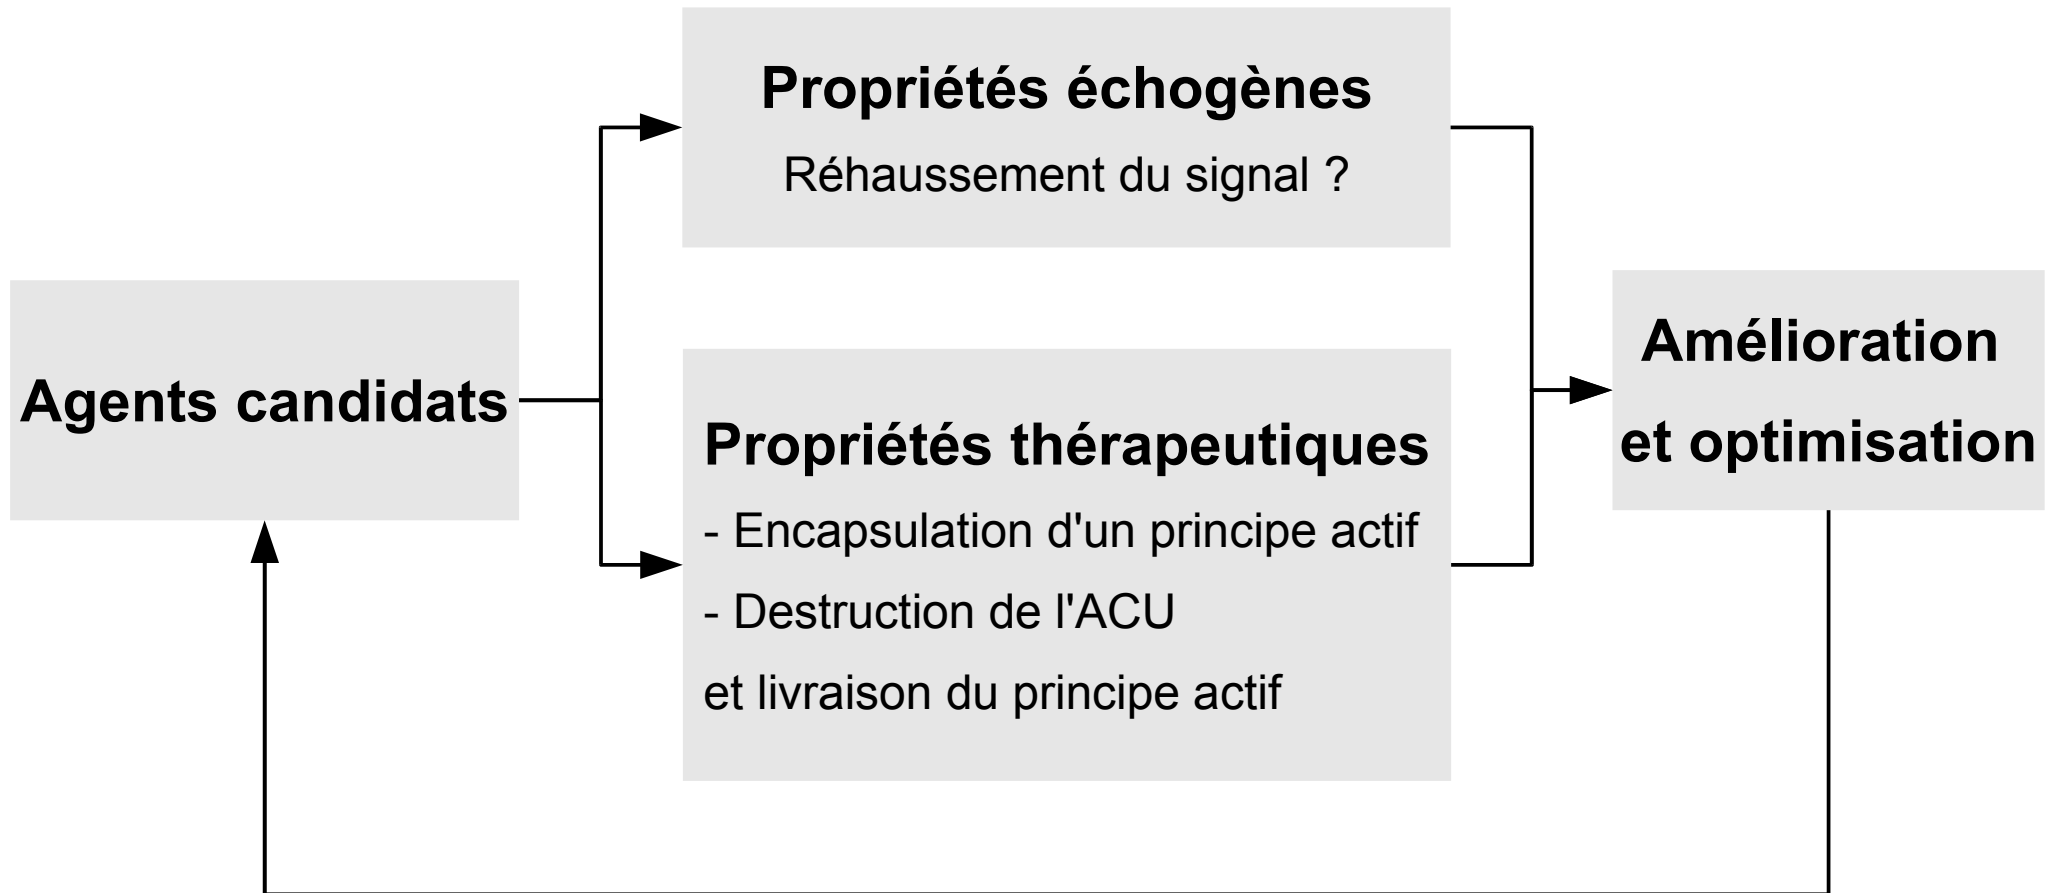 Propriétés échogènes
Réhaussement du signal ?
Agents candidats
Propriétés thérapeutiques
- Encapsulation d'un principe actif
- Destruction de l'ACU
et livraison du principe actif
Amélioration
et optimisation